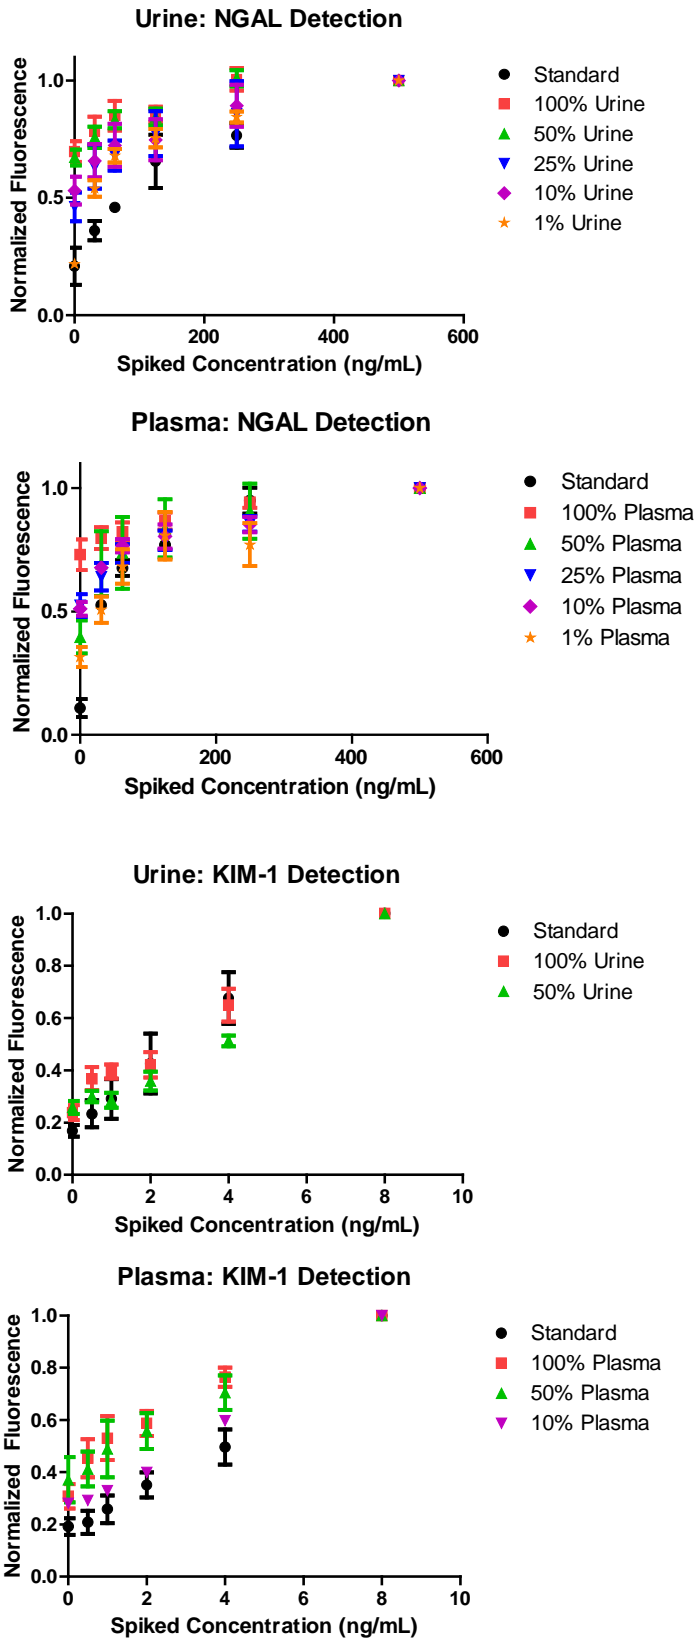 Urine: NGAL Detection
Normalized Fluorescence
1.0
0.5
0.0
0 200 400 600
Spiked Concentration (ng/mL)
Standard
100% Urine
50% Urine
25% Urine
10% Urine
1% Urine
Plasma: NGAL Detection
Normalized Fluorescence
1.0
0.5
0.0
0 200 400 600
Spiked Concentration (ng/mL)
Standard
100% Plasma
50% Plasma
25% Plasma
10% Plasma
1% Plasma
Urine: KIM-1 Detection
Normalized Fluorescence
1.0
0.8
0.6
0.4
0.2
0.0
0 2 4 6 8 10
Spiked Concentration (ng/mL)
Standard
100% Urine
50% Urine
Plasma: KIM-1 Detection
Normalized Fluorescence
1.0
0.8
0.6
0.4
0.2
0.0
0 2 4 6 8 10
Spiked Concentration (ng/mL)
Standard
100% Plasma
50% Plasma
10% Plasma